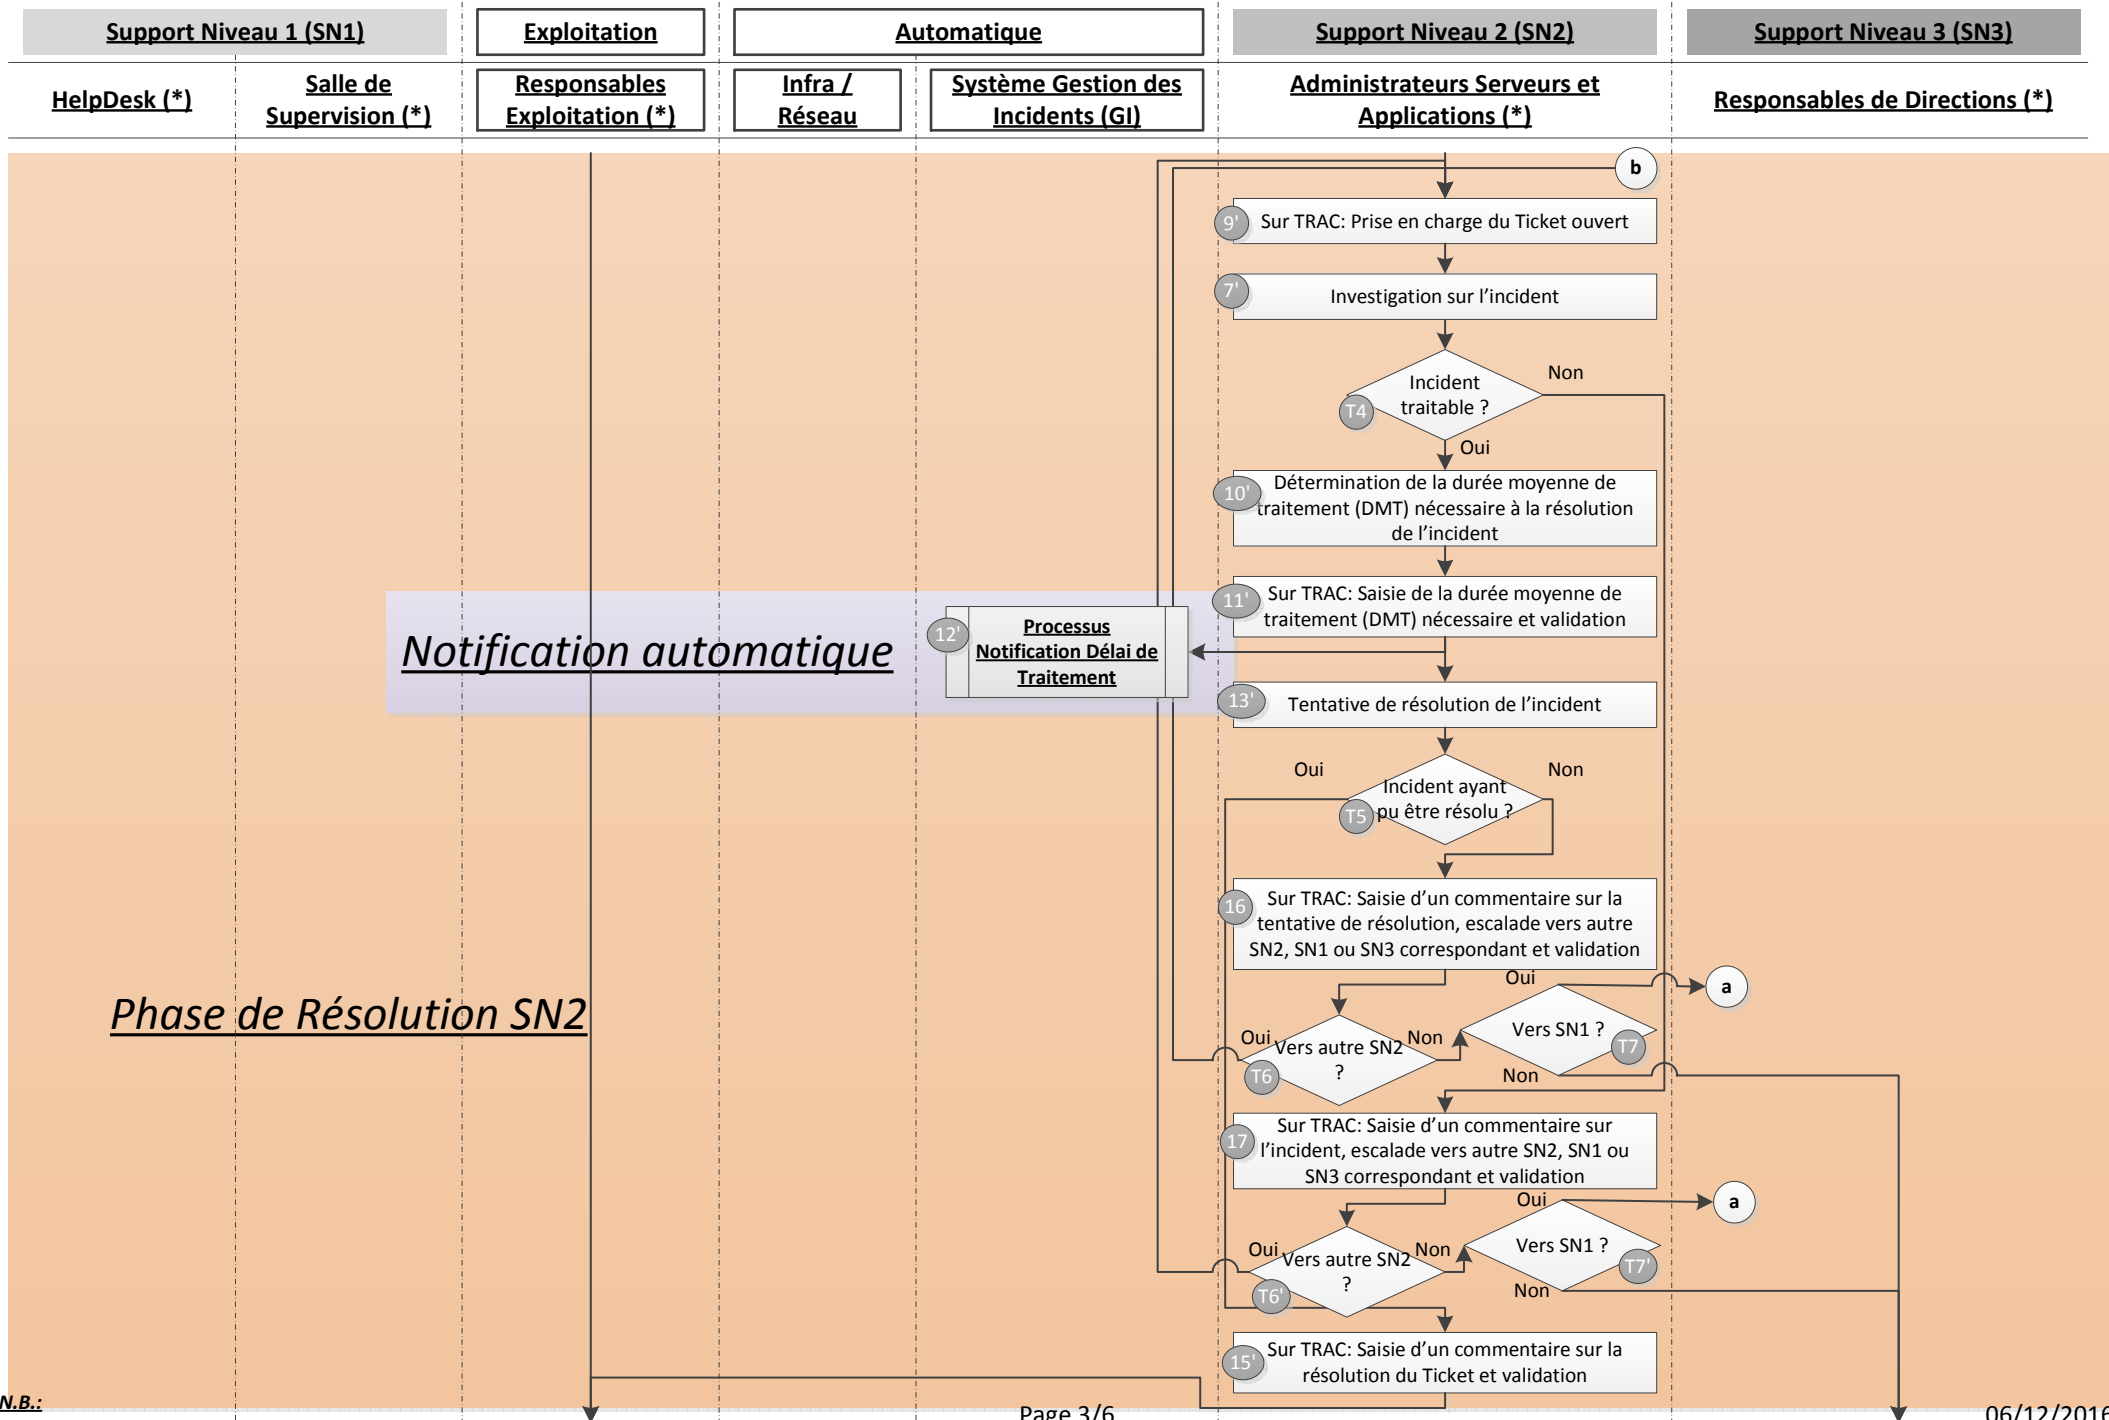 Support Niveau 1 (SN1)
Exploitation
Automatique
Support Niveau 2 (SN2)
Support Niveau 3 (SN3)
HelpDesk (*)
Salle de
Supervision (*)
Responsables
Exploitation (*)
Infra /
Réseau
Système Gestion des
Incidents (GI)
Administrateurs Serveurs et
Applications (*)
Responsables de Directions (*)
b
9'
Sur TRAC: Prise en charge du Ticket ouvert
7'
Investigation sur l'incident
Incident
traitable ?
T4
Non
Oui
10'
Détermination de la durée moyenne de
traitement (DMT) nécessaire à la résolution
de l'incident
11'
Sur TRAC: Saisie de la durée moyenne de
traitement (DMT) nécessaire et validation
Notification automatique
12'
Processus
Notification Délai de
Traitement
13'
Tentative de résolution de l'incident
Oui
Non
Incident ayant
pu être résolu ?
T5
16
Sur TRAC: Saisie d'un commentaire sur la
tentative de résolution, escalade vers autre
SN2, SN1 ou SN3 correspondant et validation
Phase de Résolution SN2
Oui
a
Vers SN1 ?
T7
Oui
Non
Vers autre SN2
?
T6
Non
17
Sur TRAC: Saisie d'un commentaire sur
l'incident, escalade vers autre SN2, SN1 ou
SN3 correspondant et validation
Oui
a
Vers SN1 ?
T7'
Oui
Non
Vers autre SN2
?
T6'
Non
15'
Sur TRAC: Saisie d'un commentaire sur la
résolution du Ticket et validation
N.B.:
Page 3/6
06/12/2016